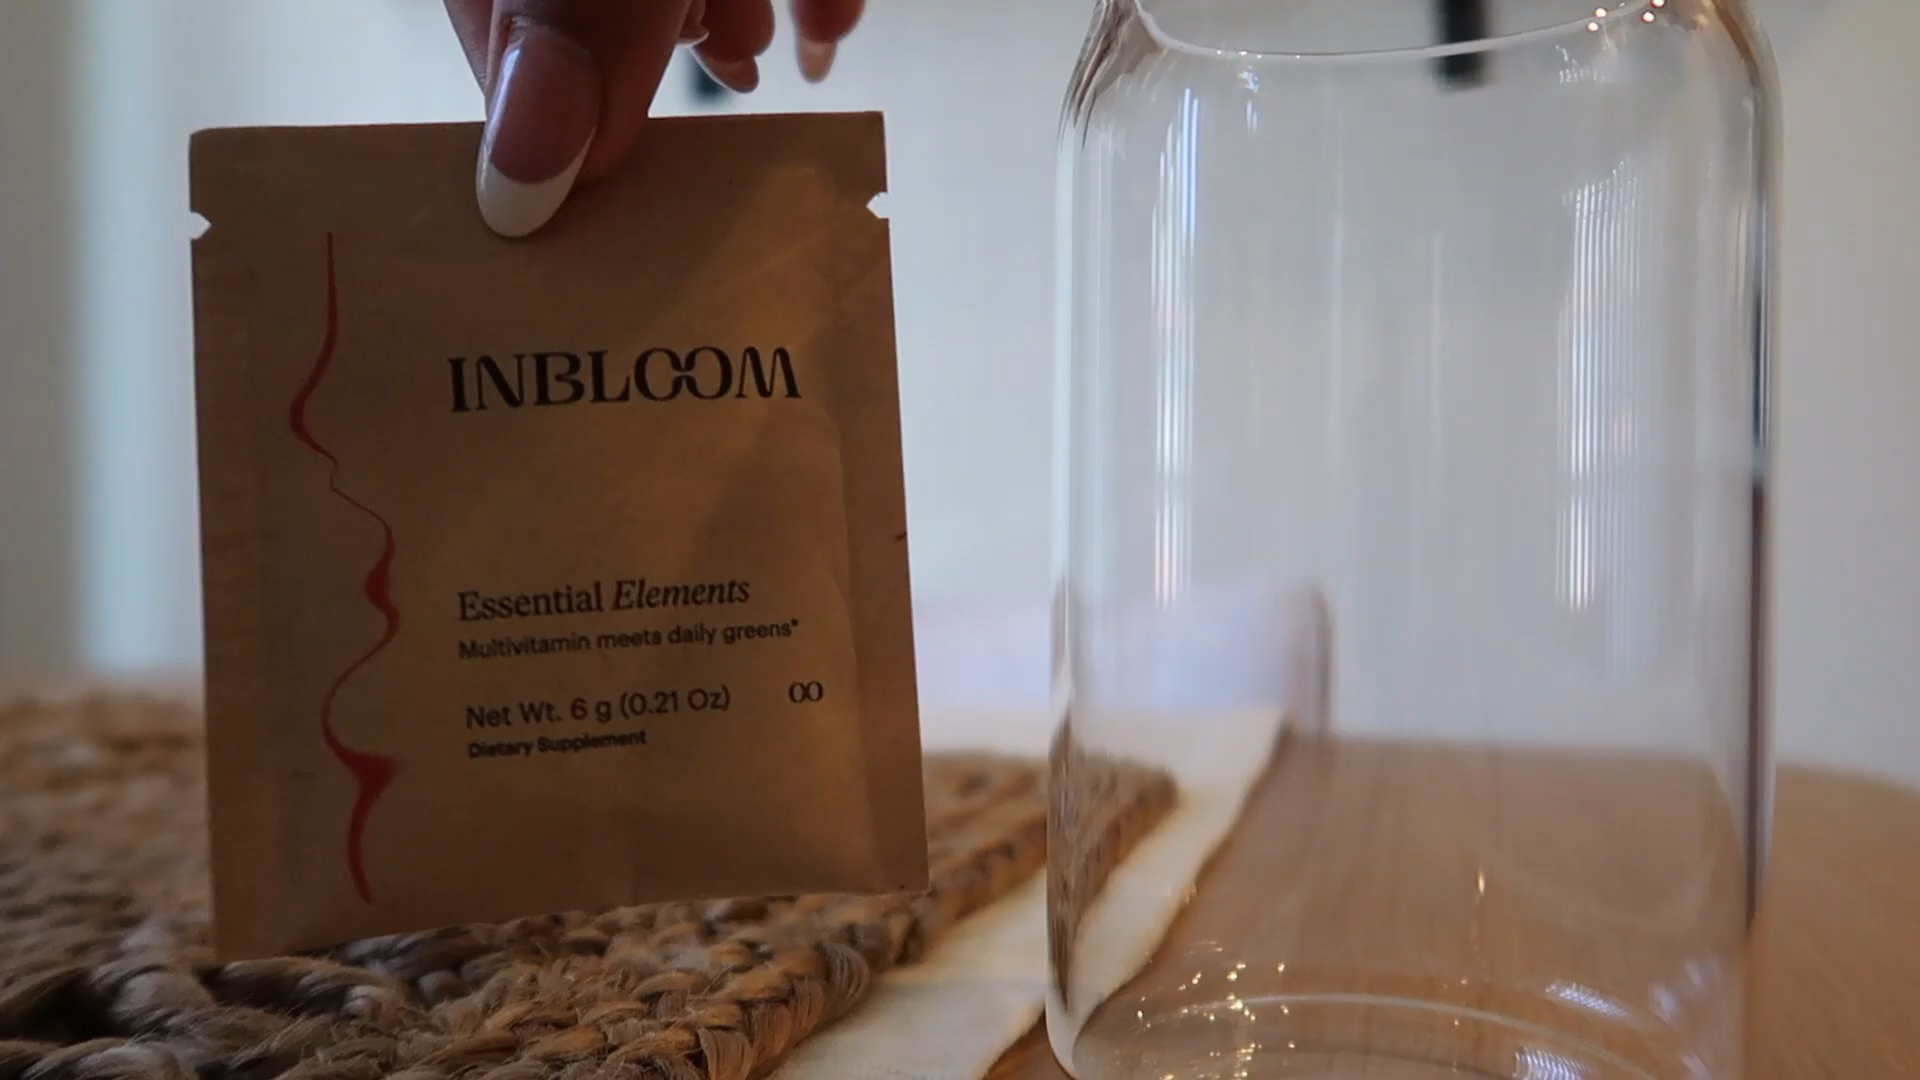 INBLOOM
Essential Elements
Multivitamin meets daily greens*
Net Wt. 6 g (0.21 Oz)
Dietary Supplement